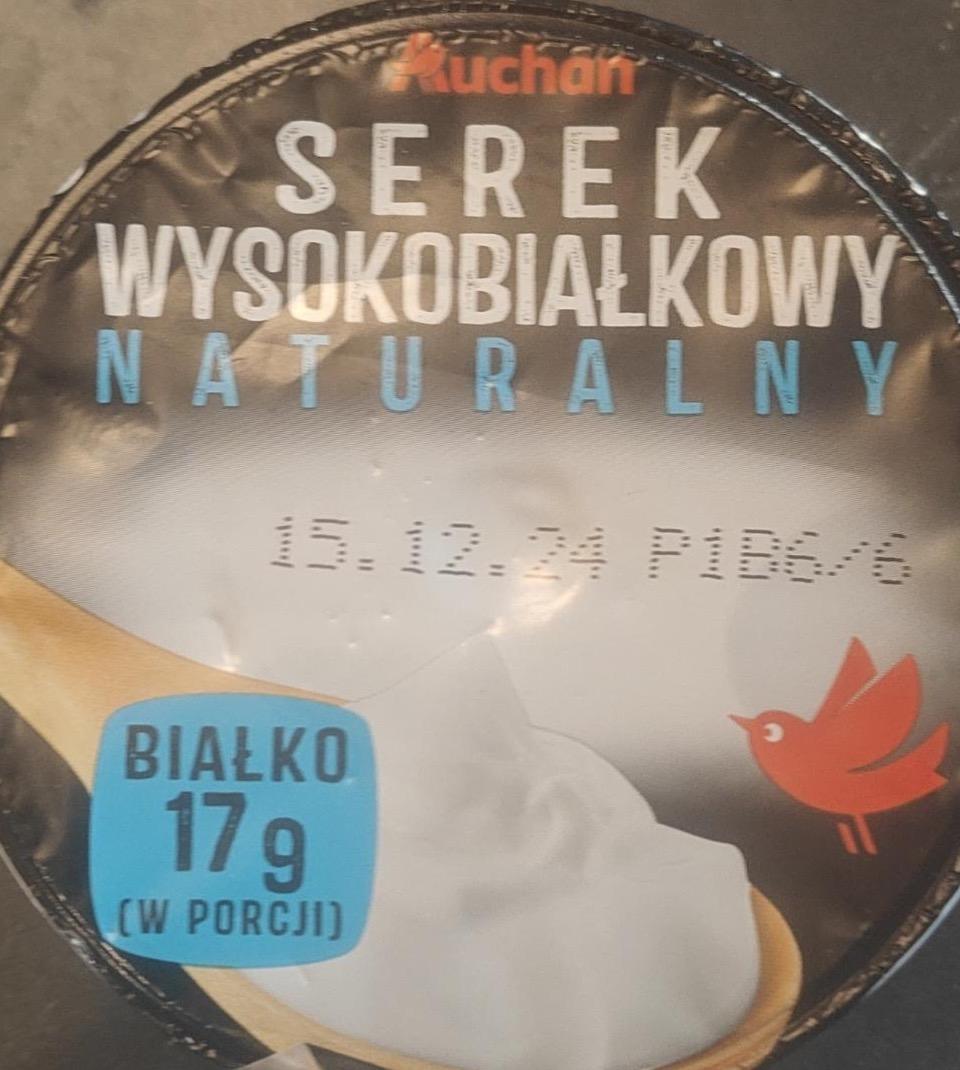 Auchan
SEREK
WYSOKOBIAŁKOWY
NATURALNY
15.12.24 P1B6/6
BIAŁKO
17g
(W PORCJI)